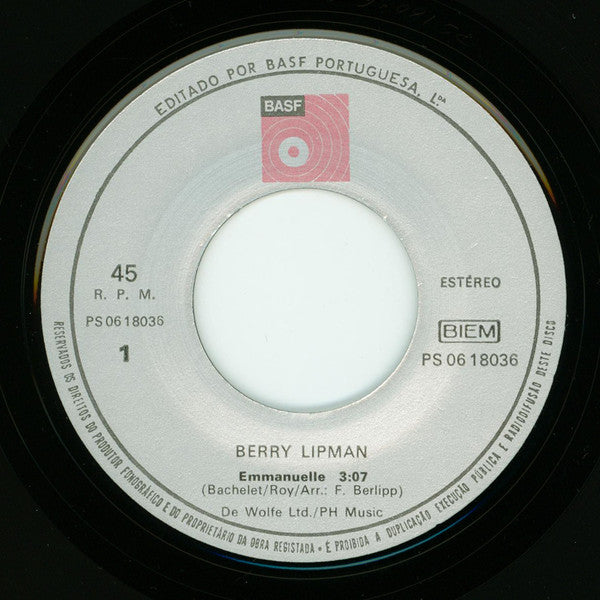 EDITADO POR BASF PORTUGUESA, L.DA
BASF
45
R. P. M.
PS 06 18036
1
ESTÉREO
BIEM
PS 06 18036
BERRY LIPMAN
Emmanuelle 3:07
(Bachelet/Roy/Arr.: F. Berlipp)
De Wolfe Ltd./PH Music
RESERVADOS OS DIREITOS DO PRODUTOR FONOGRÁFICO E DO PROPRIETÁRIO DA OBRA REGISTADA • É PROIBIDA A DUPLICAÇÃO EXECUÇÃO PÚBLICA E RADIODIFUSÃO DESTE DISCO